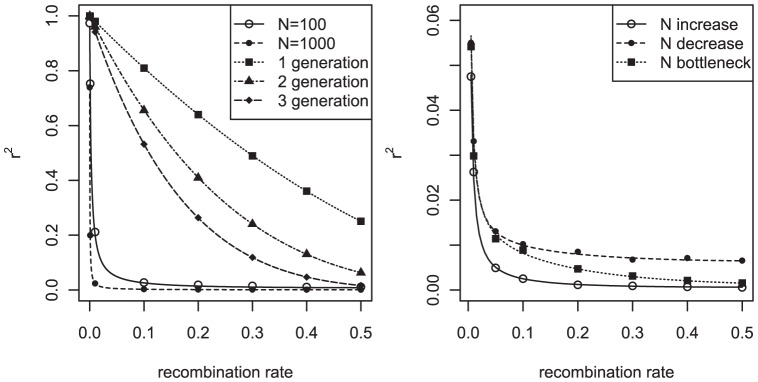 N=100
N=1000
1 generation
2 generation
3 generation
r²
1.0
0.8
0.6
0.4
0.2
0.0
0.0 0.1 0.2 0.3 0.4 0.5
recombination rate
N increase
N decrease
N bottleneck
r²
0.06
0.04
0.02
0.00
0.0 0.1 0.2 0.3 0.4 0.5
recombination rate